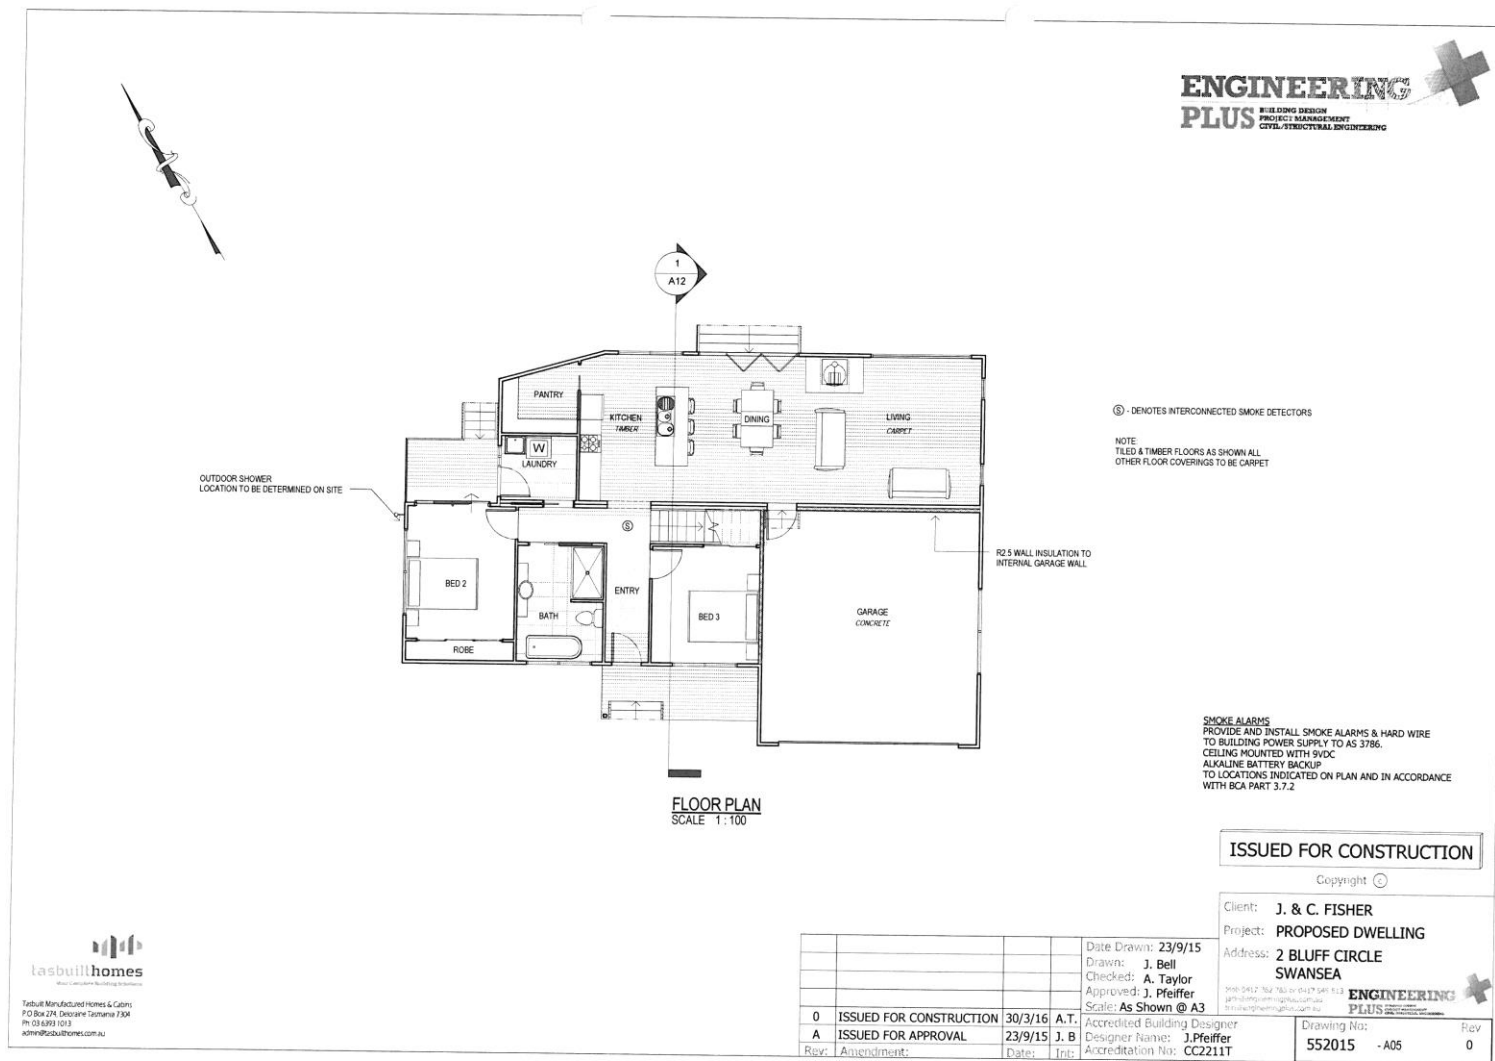 ENGINEERING
PLUS
BUILDING DESIGN
PROJECT MANAGEMENT
CIVIL/STRUCTURAL ENGINEERING
1
A12
PANTRY
KITCHEN
TIMBER
DINING
LIVING
CARPET
W
LAUNDRY
OUTDOOR SHOWER
LOCATION TO BE DETERMINED ON SITE
S - DENOTES INTERCONNECTED SMOKE DETECTORS
NOTE
TILED & TIMBER FLOORS AS SHOWN ALL
OTHER FLOOR COVERINGS TO BE CARPET
S
R2.5 WALL INSULATION TO
INTERNAL GARAGE WALL
BED 2
BATH
ENTRY
BED 3
GARAGE
CONCRETE
ROBE
FLOOR PLAN
SCALE 1 : 100
SMOKE ALARMS
PROVIDE AND INSTALL SMOKE ALARMS & HARD WIRE
TO BUILDING POWER SUPPLY TO AS 3786.
CEILING MOUNTED WITH 9VDC
ALKALINE BATTERY BACKUP
TO LOCATIONS INDICATED ON PLAN AND IN ACCORDANCE
WITH BCA PART 3.7.2
ISSUED FOR CONSTRUCTION
Copyright ©
Client: J. & C. FISHER
Project: PROPOSED DWELLING
Address: 2 BLUFF CIRCLE
SWANSEA
ENGINEERING
PLUS
Drawing No:
552015 - A05
Rev
0
Date Drawn: 23/9/15
Drawn: J. Bell
Checked: A. Taylor
Approved: J. Pfeiffer
Scale: As Shown @ A3
Accredited Building Designer
Designer Name: J.Pfeiffer
Accreditation No: CC2211T
0 ISSUED FOR CONSTRUCTION 30/3/16 A.T.
A ISSUED FOR APPROVAL 23/9/15 J. B
Rev: Amendment: Date: Int:
tasbuilthomes
Tasbuilt Manufactured Homes & Cabins
P.O Box 274, Deloraine Tasmania 7304
Ph: 03 6393 1013
admin@tasbuilthomes.com.au